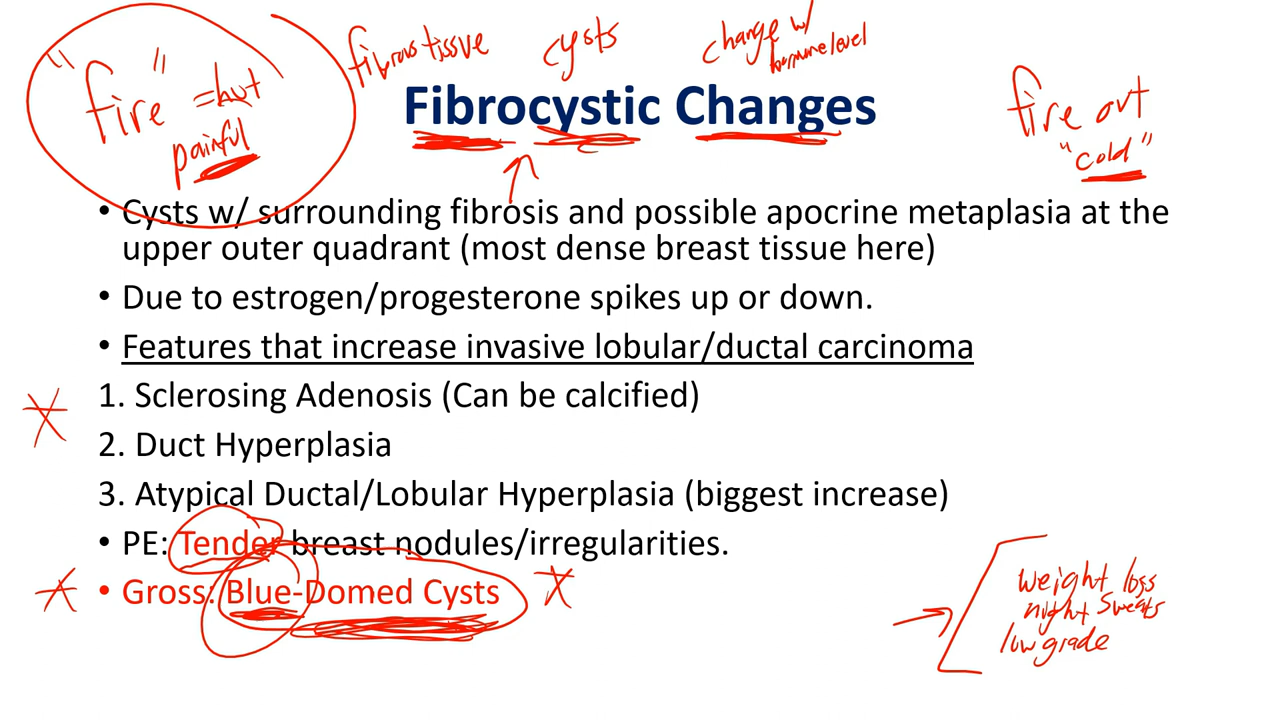 "fire" =hurt
painful
fibrous tissue
cysts
change w/
hormone level
fire out
"cold"
Fibrocystic Changes
• Cysts w/ surrounding fibrosis and possible apocrine metaplasia at the
upper outer quadrant (most dense breast tissue here)
• Due to estrogen/progesterone spikes up or down.
• Features that increase invasive lobular/ductal carcinoma
1. Sclerosing Adenosis (Can be calcified)
2. Duct Hyperplasia
3. Atypical Ductal/Lobular Hyperplasia (biggest increase)
• PE: Tender breast nodules/irregularities.
• Gross: Blue-Domed Cysts
weight loss
night sweats
low grade